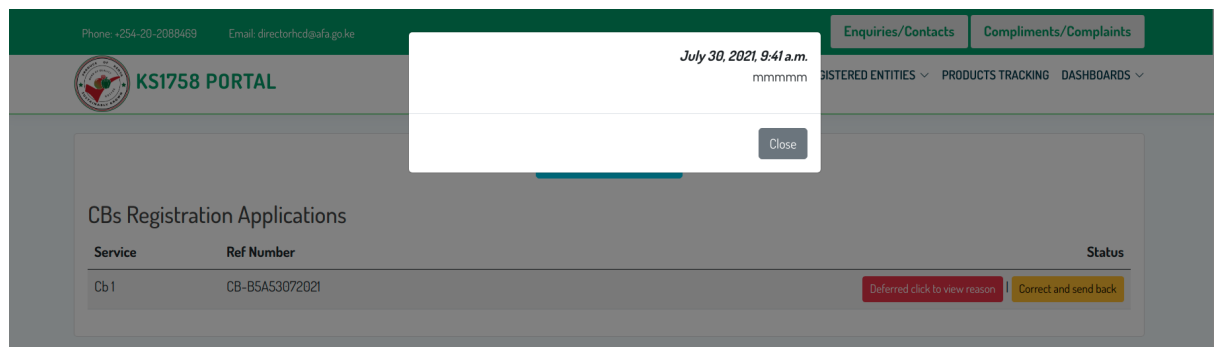 Phone: +254-20-2088469 Email: directorhcd@afa.go.ke Enquiries/Contacts Compliments/Complaints
July 30, 2021, 9:41 a.m.
mmmmm
KS1758 PORTAL GISTERED ENTITIES PRODUCTS TRACKING DASHBOARDS
Close
CBs Registration Applications
Service Ref Number Status
Cb 1 CB-B5A53072021 Deferred click to view reason | Correct and send back